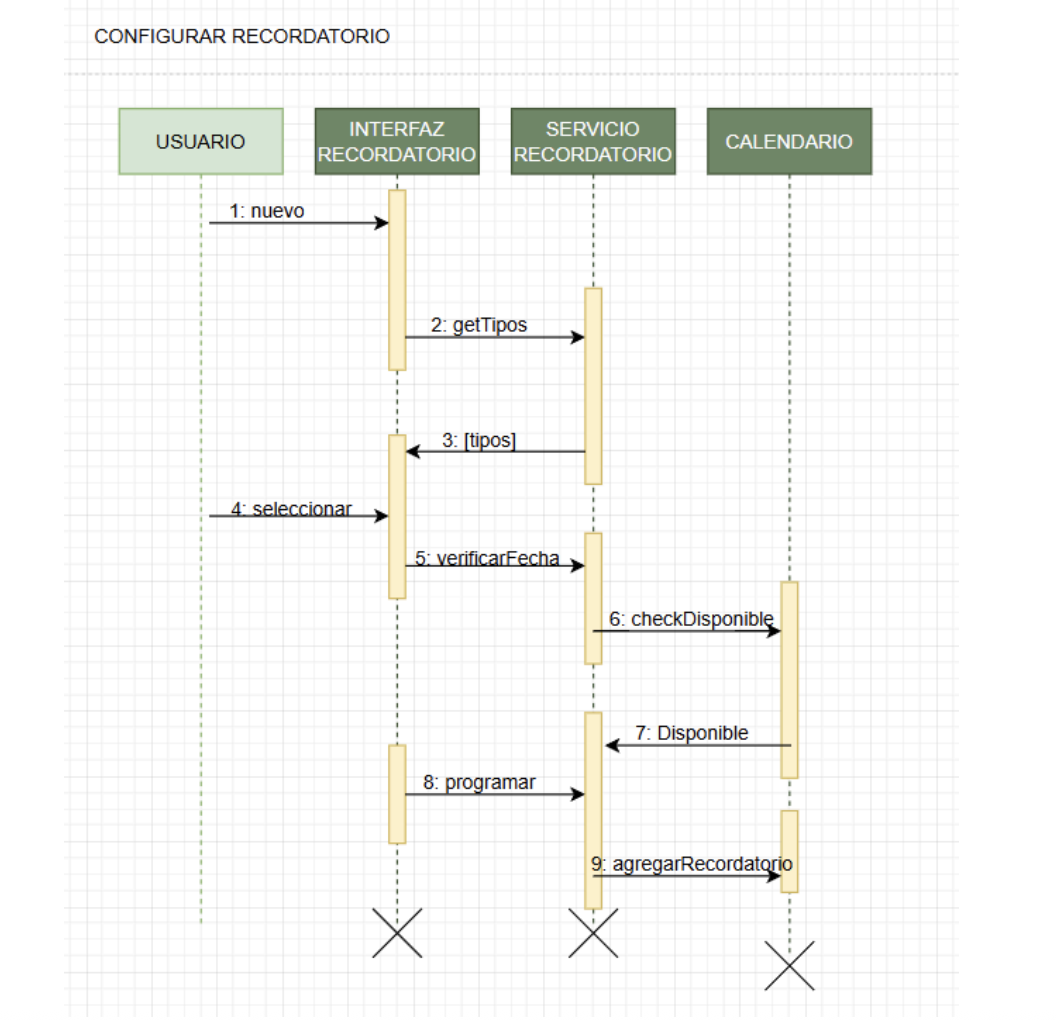 CONFIGURAR RECORDATORIO
USUARIO
INTERFAZ
RECORDATORIO
SERVICIO
RECORDATORIO
CALENDARIO
1: nuevo
2: getTipos
3: [tipos]
4: seleccionar
5: verificarFecha
6: checkDisponible
7: Disponible
8: programar
9: agregarRecordatorio